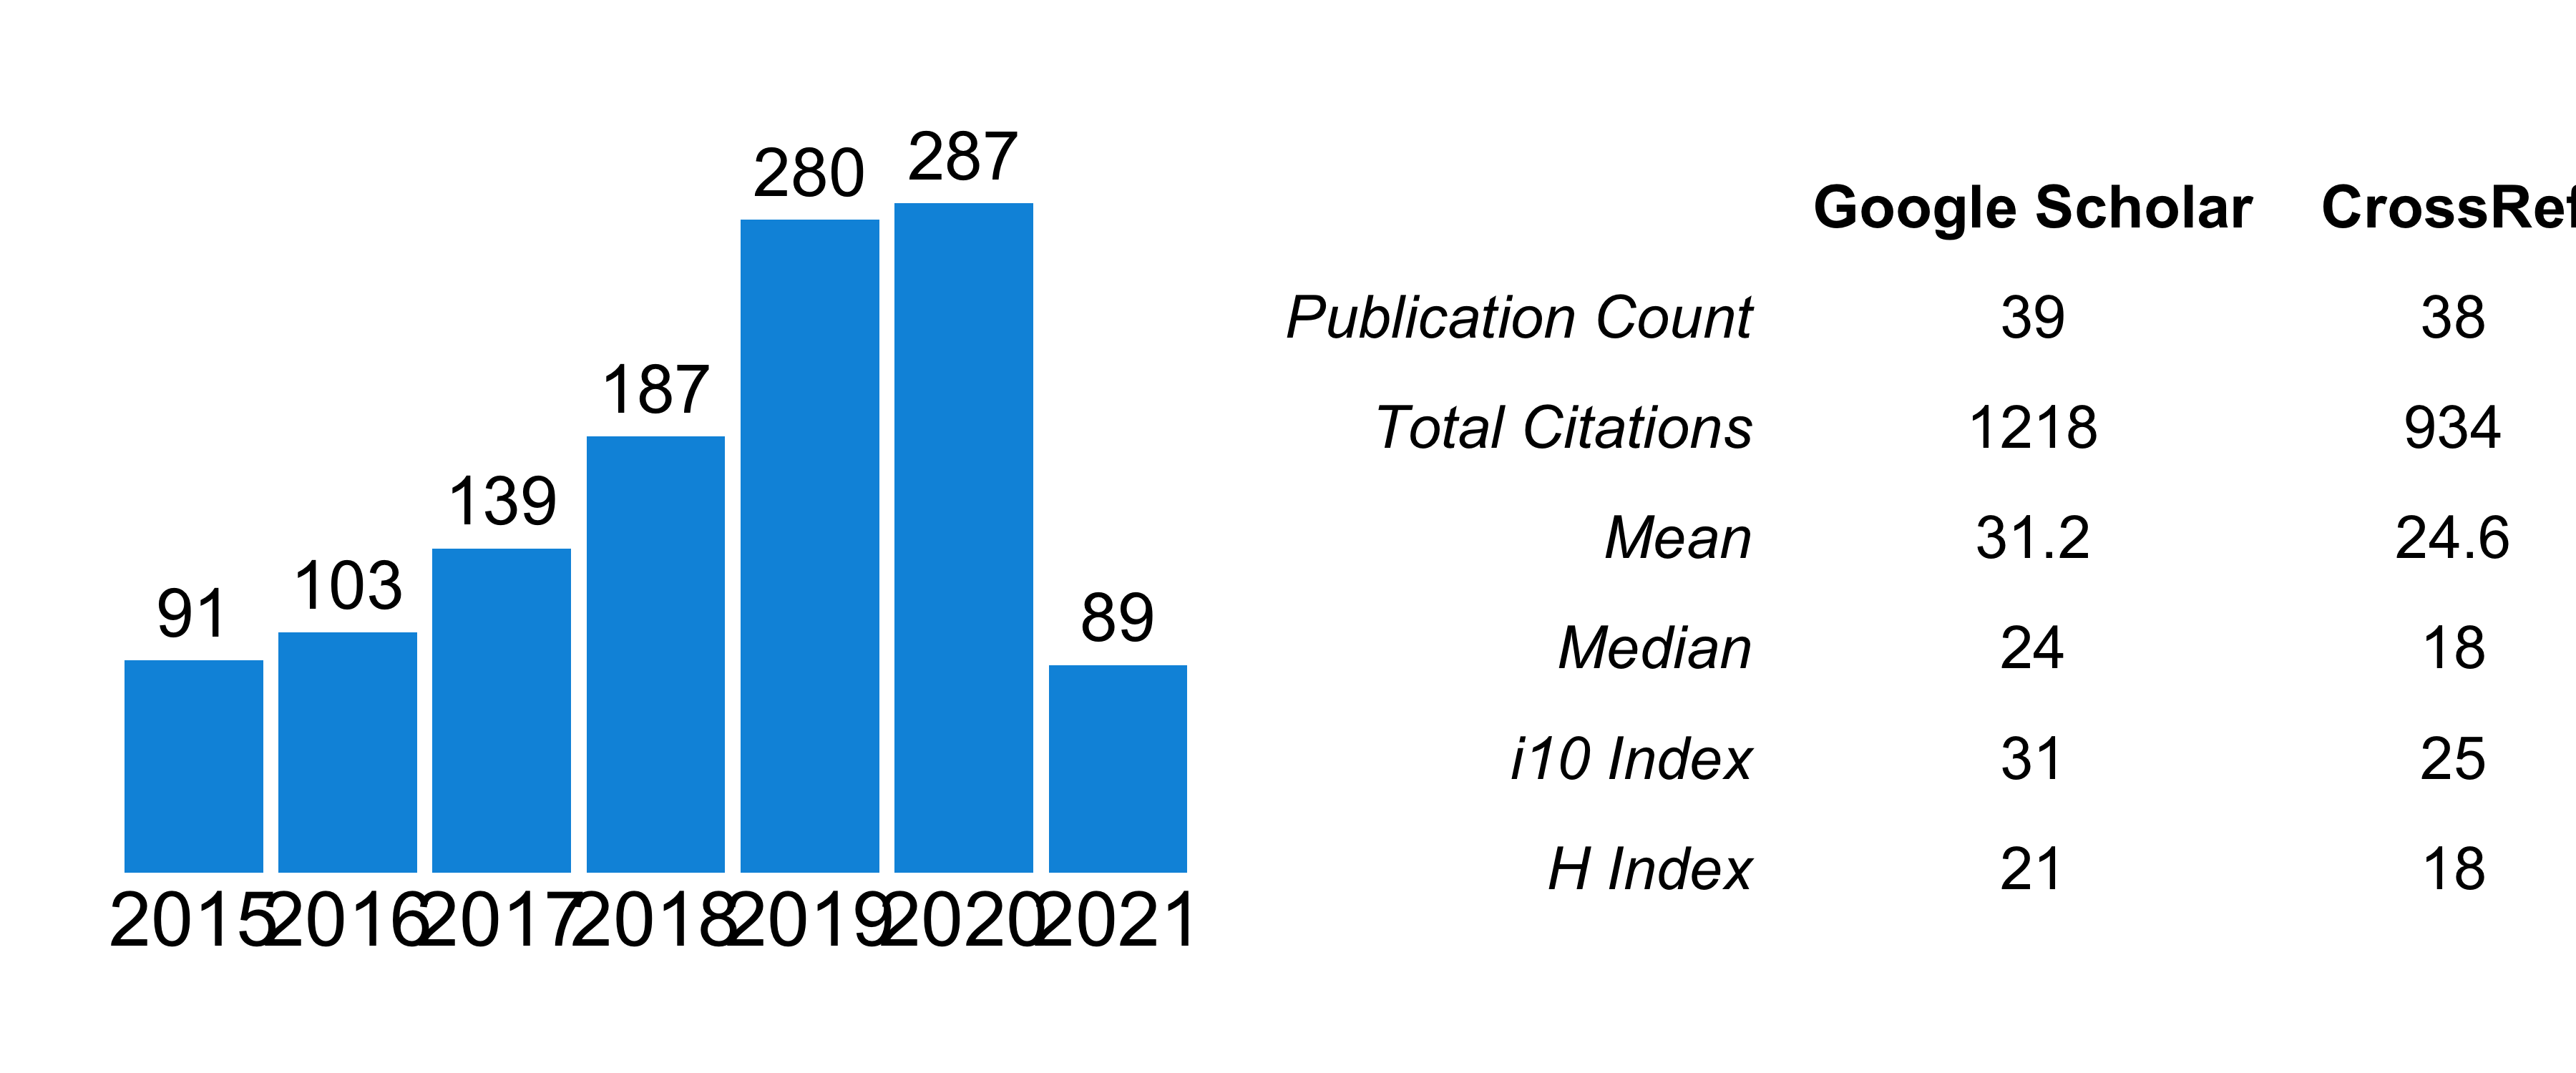 91 103 139 187 280 287 89
2015 2016 2017 2018 2019 2020 2021
Google Scholar CrossRef
Publication Count 39 38
Total Citations 1218 934
Mean 31.2 24.6
Median 24 18
i10 Index 31 25
H Index 21 18